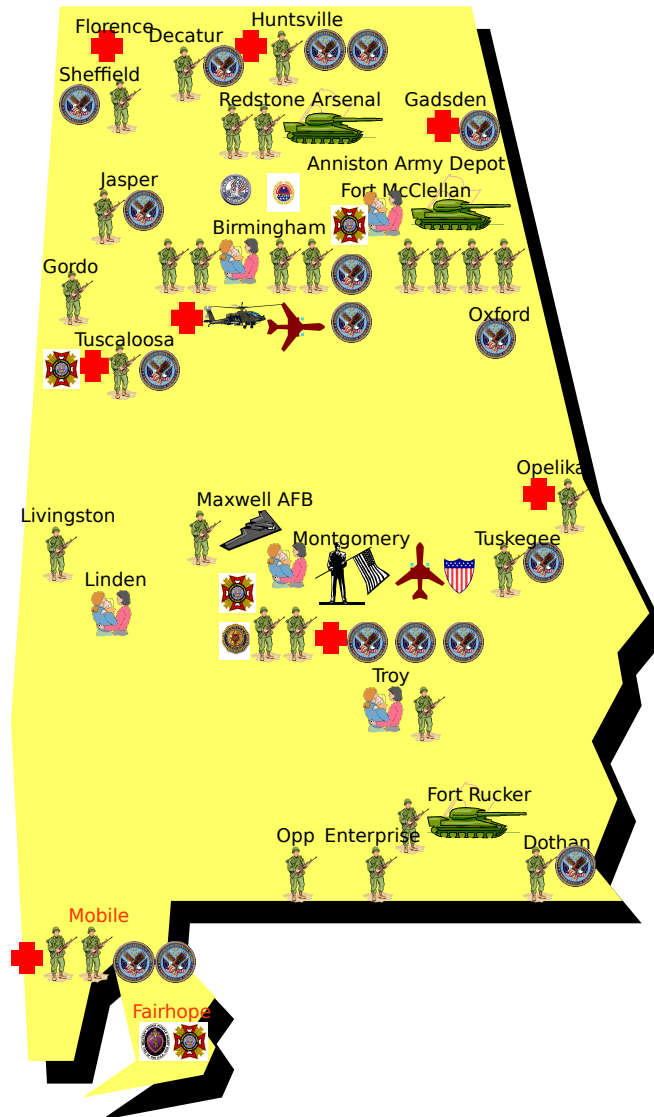 Huntsville
Florence
Decatur
Sheffield
Redstone Arsenal
Gadsden
Anniston Army Depot
Jasper
Fort McClellan
Birmingham
Gordo
Oxford
Tuscaloosa
Opelika
Maxwell AFB
Livingston
Montgomery
Tuskegee
Linden
Troy
Fort Rucker
Opp
Enterprise
Dothan
Mobile
Fairhope